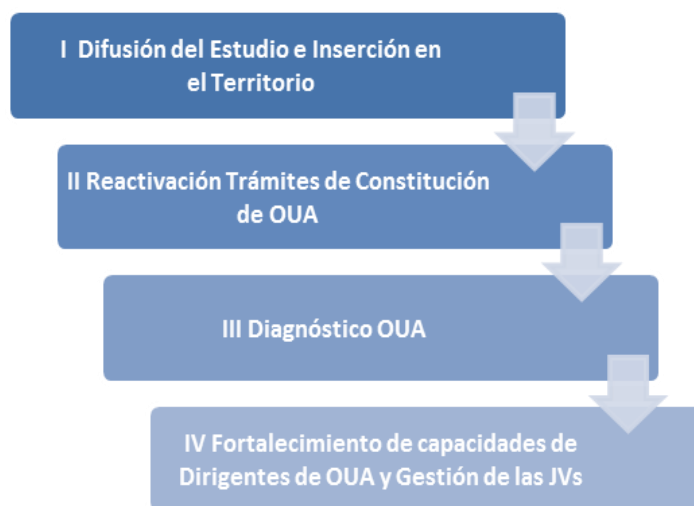 I Difusión del Estudio e Inserción en
el Territorio
II Reactivación Trámites de Constitución
de OUA
III Diagnóstico OUA
IV Fortalecimiento de capacidades de
Dirigentes de OUA y Gestión de las JVs